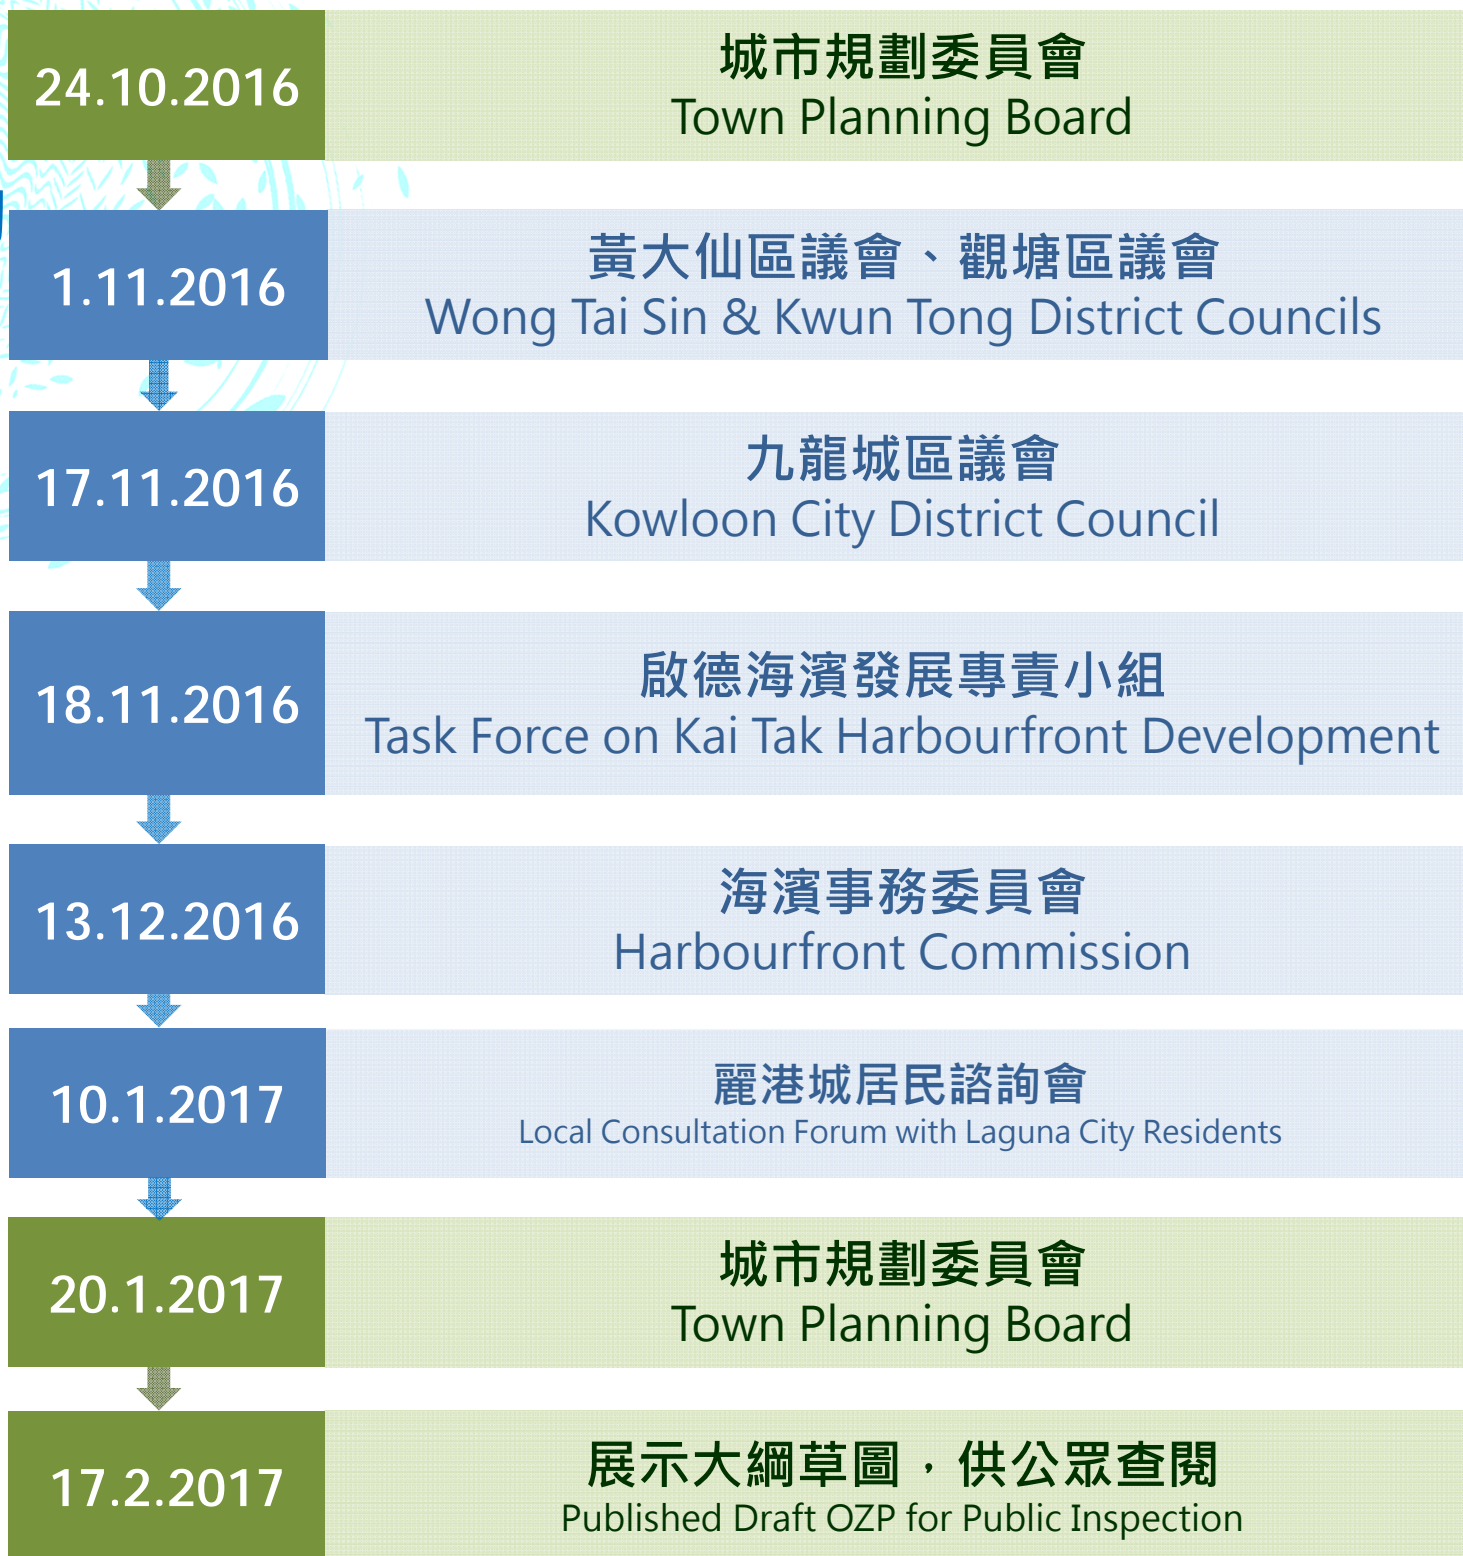 24.10.2016
城市規劃委員會
Town Planning Board
1.11.2016
黃大仙區議會、觀塘區議會
Wong Tai Sin & Kwun Tong District Councils
17.11.2016
九龍城區議會
Kowloon City District Council
18.11.2016
啟德海濱發展專責小組
Task Force on Kai Tak Harbourfront Development
13.12.2016
海濱事務委員會
Harbourfront Commission
10.1.2017
麗港城居民諮詢會
Local Consultation Forum with Laguna City Residents
20.1.2017
城市規劃委員會
Town Planning Board
17.2.2017
展示大綱草圖，供公眾查閱
Published Draft OZP for Public Inspection